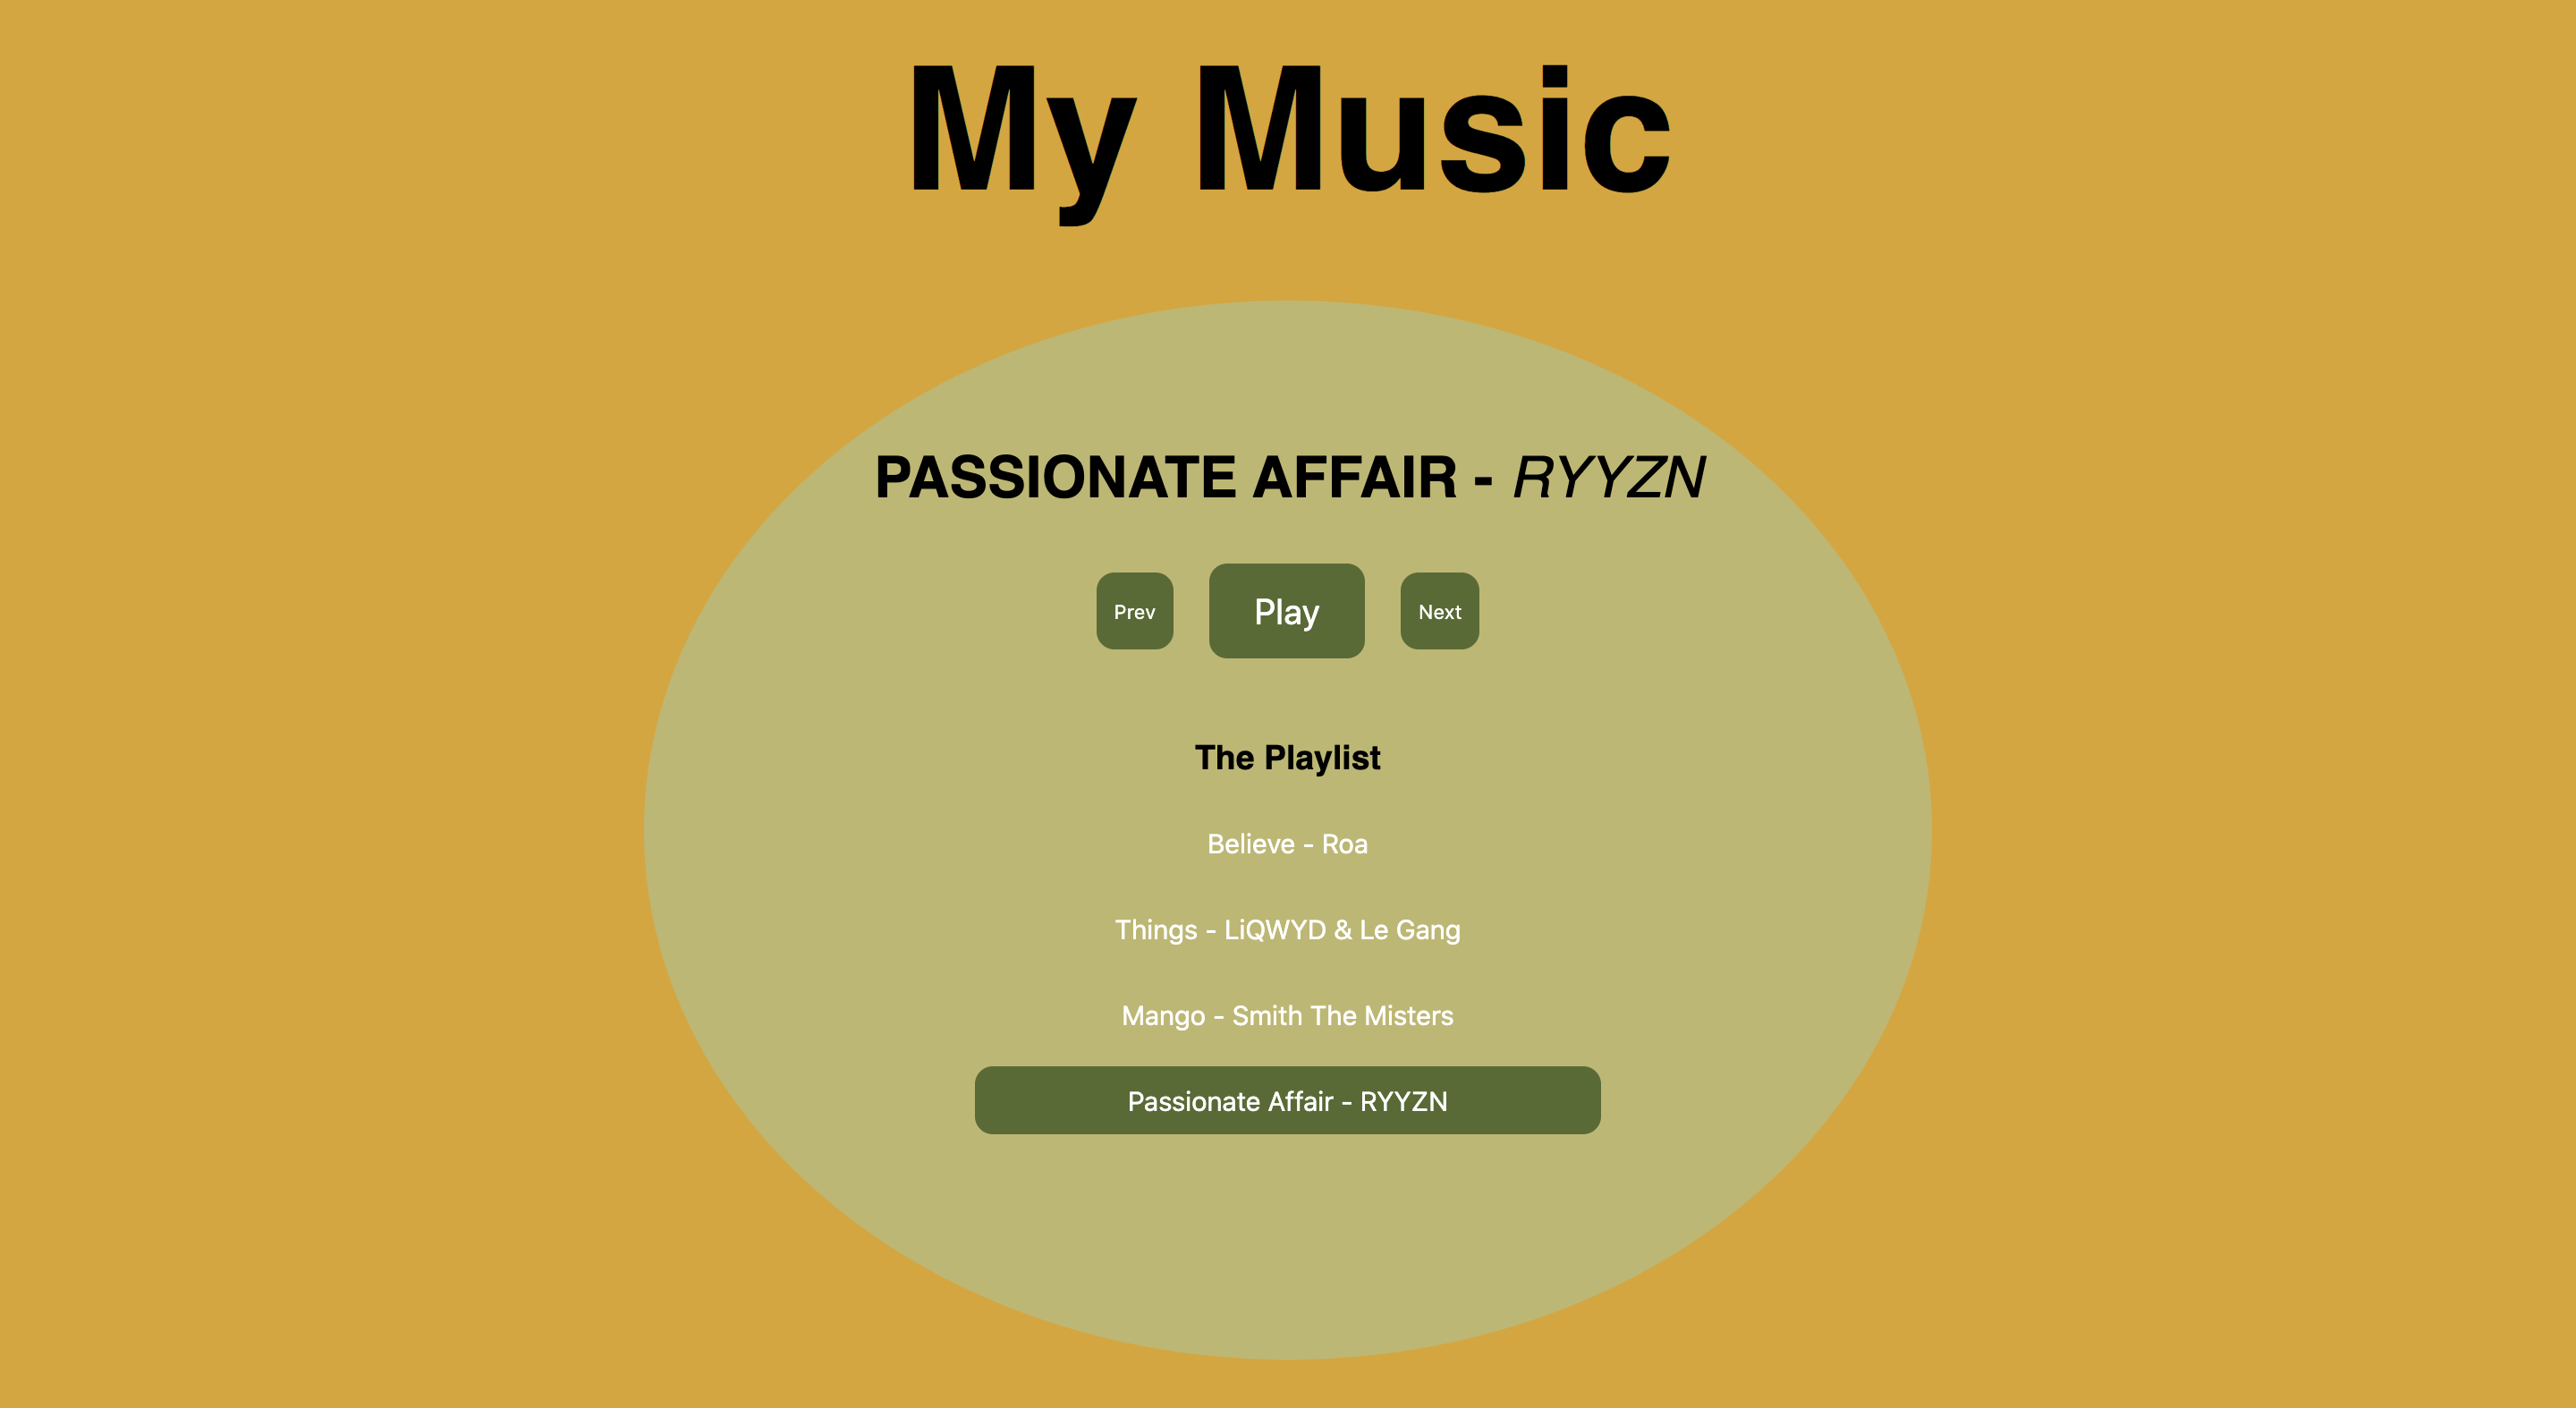 My Music
PASSIONATE AFFAIR - RYYZN
Prev Play Next
The Playlist
Believe - Roa
Things - LiQWYD & Le Gang
Mango - Smith The Misters
Passionate Affair - RYYZN